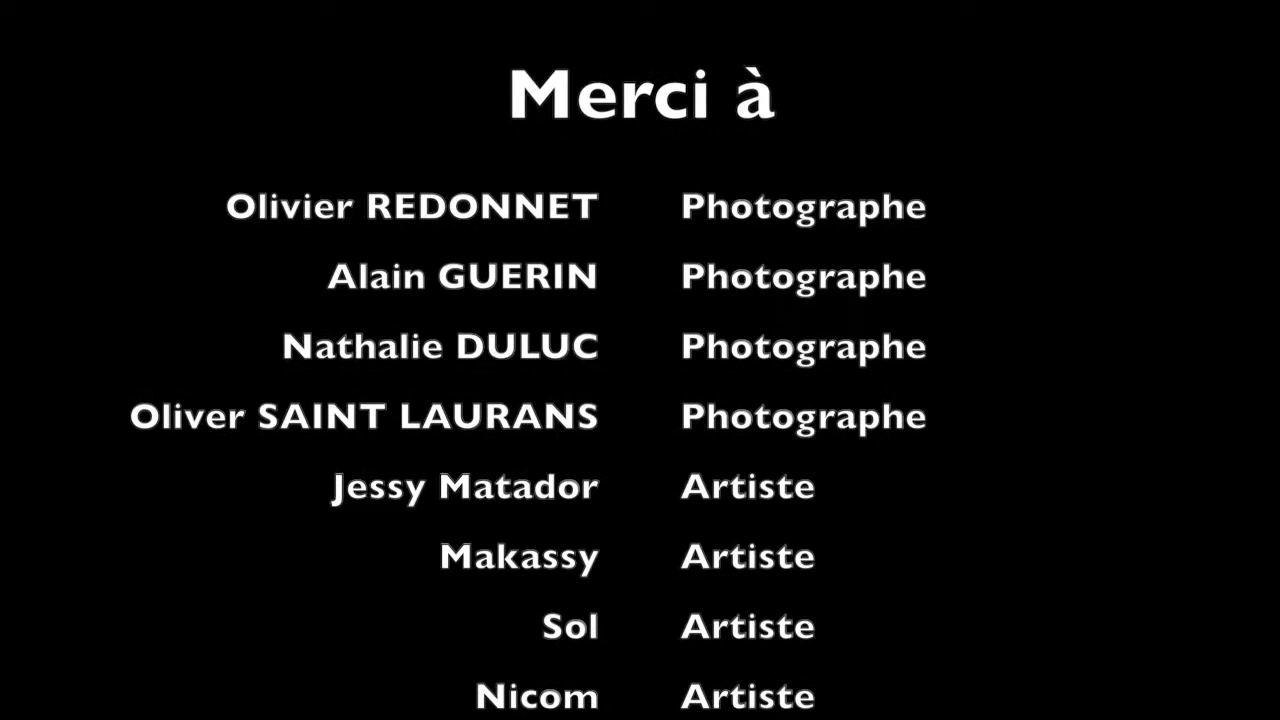 Merci à
Olivier REDONNET Photographe
Alain GUERIN Photographe
Nathalie DULUC Photographe
Oliver SAINT LAURANS Photographe
Jessy Matador Artiste
Makassy Artiste
Sol Artiste
Nicom Artiste